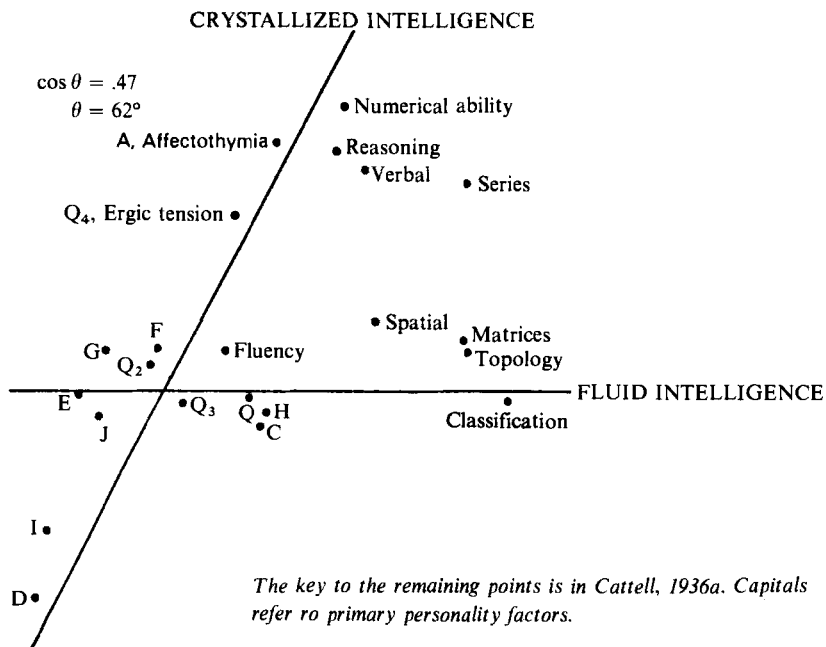 CRYSTALLIZED INTELLIGENCE
cos θ = .47
θ = 62°
Numerical ability
A, Affectothymia
Reasoning
Verbal
Series
Q₄, Ergic tension
Spatial
F
G
Q₂
Fluency
Matrices
Topology
FLUID INTELLIGENCE
E
Q₃
Q
H
J
C
Classification
I
D
The key to the remaining points is in Cattell, 1936a. Capitals
refer ro primary personality factors.